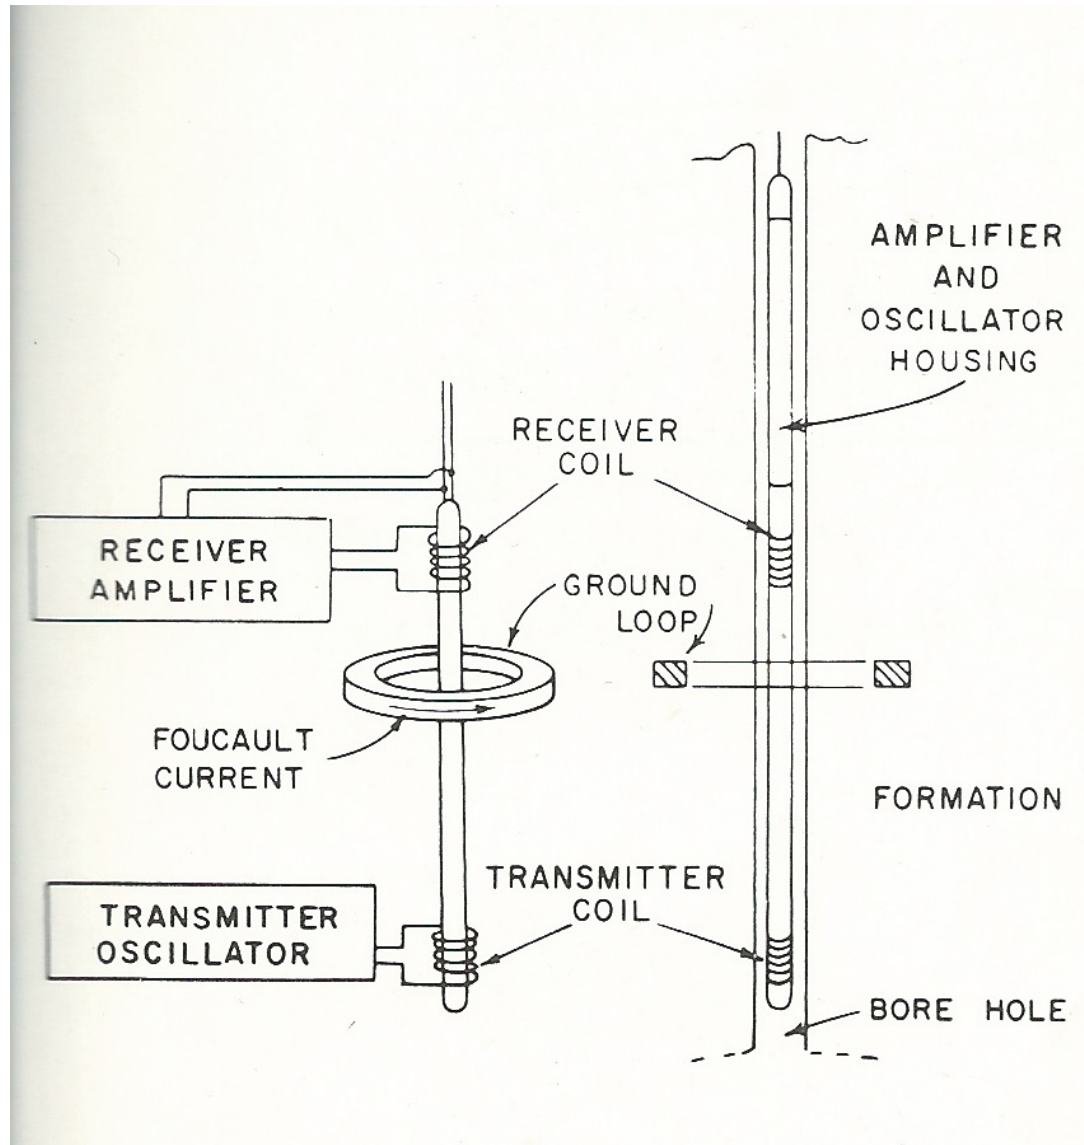 AMPLIFIER
AND
OSCILLATOR
HOUSING
RECEIVER
COIL
RECEIVER
AMPLIFIER
GROUND
LOOP
FOUCAULT
CURRENT
FORMATION
TRANSMITTER
COIL
TRANSMITTER
OSCILLATOR
BORE HOLE